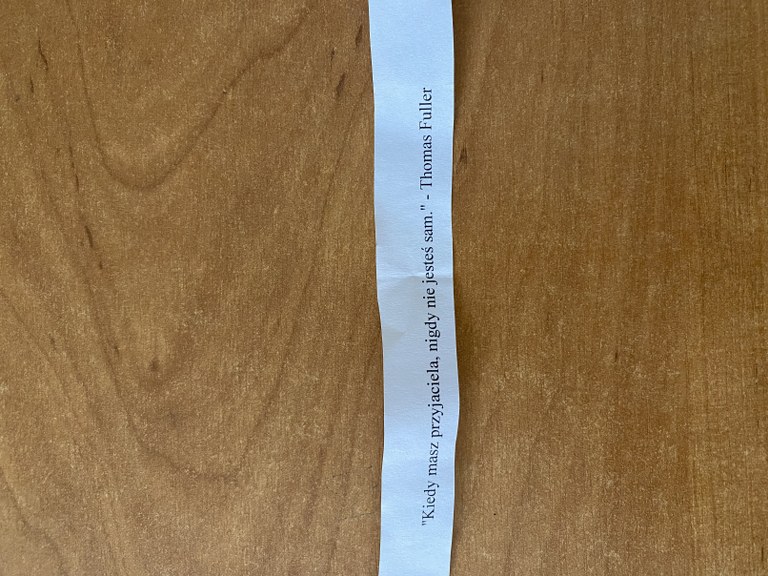 "Kiedy masz przyjaciela, nigdy nie jesteś sam." - Thomas Fuller